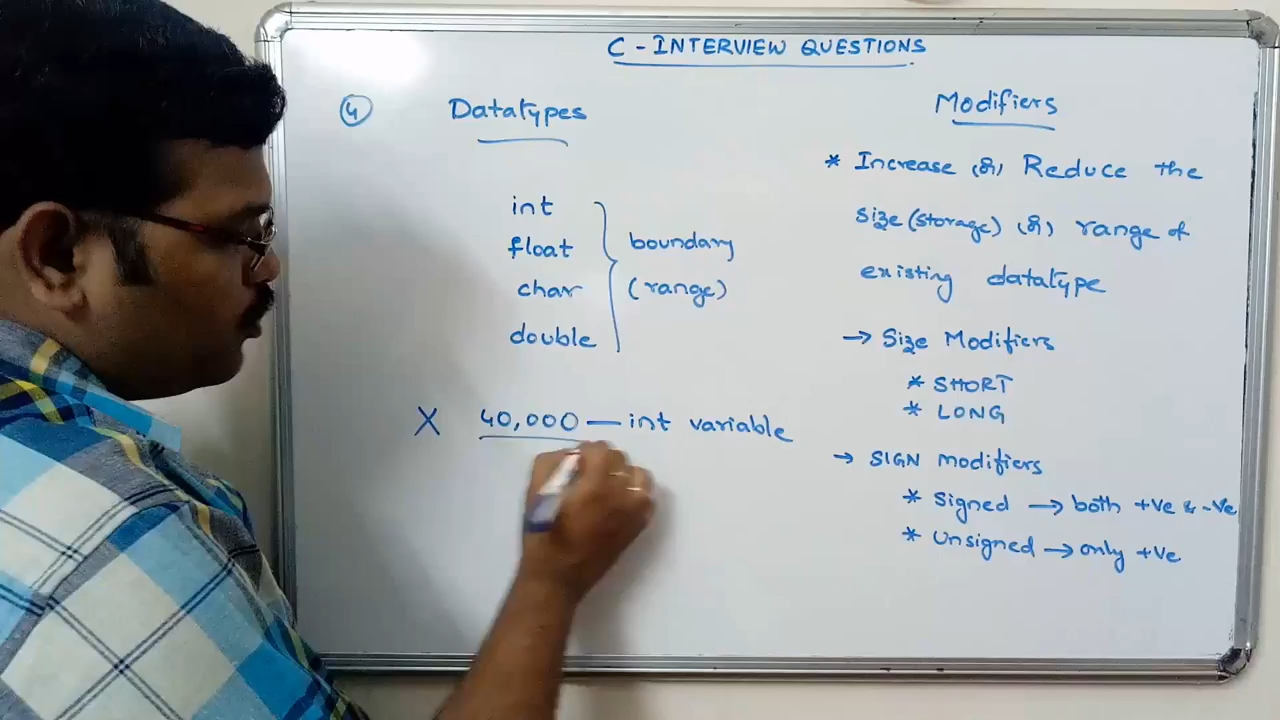 C - INTERVIEW QUESTIONS
4 Datatypes
int
float
char
double
boundary
(range)
X 40,000 — int variable
Modifiers
* Increase (or) Reduce the
size (storage) (or) range of
existing datatype
→ Size Modifiers
* SHORT
* LONG
→ SIGN Modifiers
* Signed → both +ve & -ve
* Unsigned → only +ve